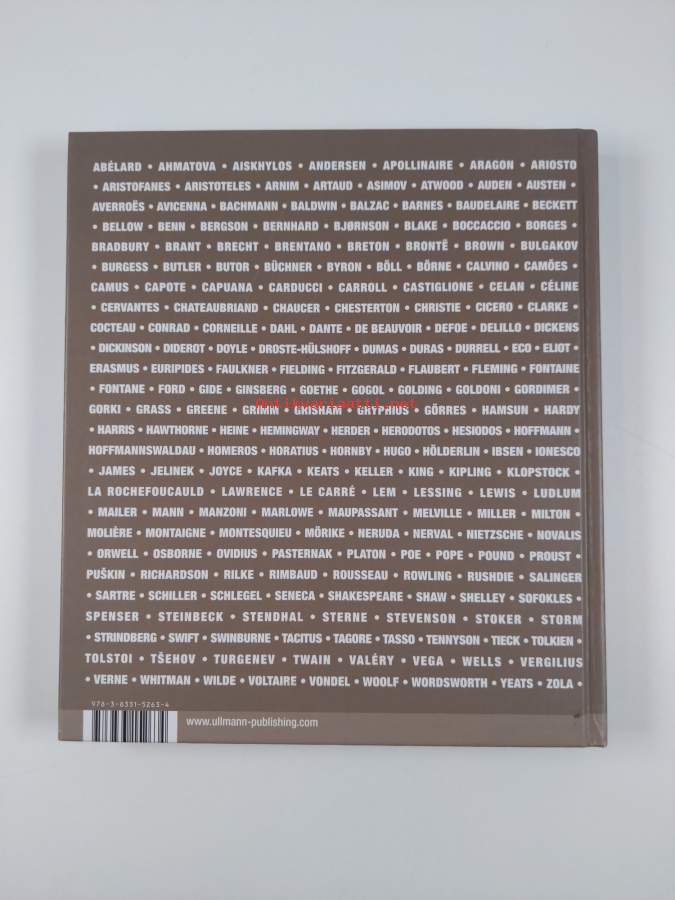 ABÉLARD • AHMATOVA • AISKHYLOS • ANDERSEN • APOLLINAIRE • ARAGON • ARIOSTO
• ARISTOFANES • ARISTOTELES • ARNIM • ARTAUD • ASIMOV • ATWOOD • AUDEN • AUSTEN •
AVERROËS • AVICENNA • BACHMANN • BALDWIN • BALZAC • BARNES • BAUDELAIRE • BECKETT
• BELLOW • BENN • BERGSON • BERNHARD • BJØRNSON • BLAKE • BOCCACCIO • BORGES •
BRADBURY • BRANT • BRECHT • BRENTANO • BRETON • BRONTË • BROWN • BULGAKOV
• BURGESS • BUTLER • BUTOR • BÜCHNER • BYRON • BÖLL • BÖRNE • CALVINO • CAMÕES •
CAMUS • CAPOTE • CAPUANA • CARDUCCI • CARROLL • CASTIGLIONE • CELAN • CÉLINE
• CERVANTES • CHATEAUBRIAND • CHAUCER • CHESTERTON • CHRISTIE • CICERO • CLARKE •
COCTEAU • CONRAD • CORNEILLE • DAHL • DANTE • DE BEAUVOIR • DEFOE • DELILLO • DICKENS
• DICKINSON • DIDEROT • DOYLE • DROSTE-HÜLSHOFF • DUMAS • DURAS • DURRELL • ECO • ELIOT •
ERASMUS • EURIPIDES • FAULKNER • FIELDING • FITZGERALD • FLAUBERT • FLEMING • FONTAINE
• FONTANE • FORD • GIDE • GINSBERG • GOETHE • GOGOL • GOLDING • GOLDONI • GORDIMER •
GORKI • GRASS • GREENE • GRIMM • GRISHAM • GRYPHIUS • GÖRRES • HAMSUN • HARDY
antikvariaatti.net
• HARRIS • HAWTHORNE • HEINE • HEMINGWAY • HERDER • HERODOTOS • HESIODOS • HOFFMANN •
HOFFMANNSWALDAU • HOMEROS • HORATIUS • HORNBY • HUGO • HÖLDERLIN • IBSEN • IONESCO
• JAMES • JELINEK • JOYCE • KAFKA • KEATS • KELLER • KING • KIPLING • KLOPSTOCK •
LA ROCHEFOUCAULD • LAWRENCE • LE CARRÉ • LEM • LESSING • LEWIS • LUDLUM
• MAILER • MANN • MANZONI • MARLOWE • MAUPASSANT • MELVILLE • MILLER • MILTON •
MOLIÈRE • MONTAIGNE • MONTESQUIEU • MÖRIKE • NERUDA • NERVAL • NIETZSCHE • NOVALIS
• ORWELL • OSBORNE • OVIDIUS • PASTERNAK • PLATON • POE • POPE • POUND • PROUST •
PUŠKIN • RICHARDSON • RILKE • RIMBAUD • ROUSSEAU • ROWLING • RUSHDIE • SALINGER
• SARTRE • SCHILLER • SCHLEGEL • SENECA • SHAKESPEARE • SHAW • SHELLEY • SOFOKLES •
SPENSER • STEINBECK • STENDHAL • STERNE • STEVENSON • STOKER • STORM
• STRINDBERG • SWIFT • SWINBURNE • TACITUS • TAGORE • TASSO • TENNYSON • TIECK • TOLKIEN •
TOLSTOI • TŠEHOV • TURGENEV • TWAIN • VALÉRY • VEGA • WELLS • VERGILIUS
• VERNE • WHITMAN • WILDE • VOLTAIRE • VONDEL • WOOLF • WORDSWORTH • YEATS • ZOLA •
978-3-8331-5263-4
www.ullmann-publishing.com